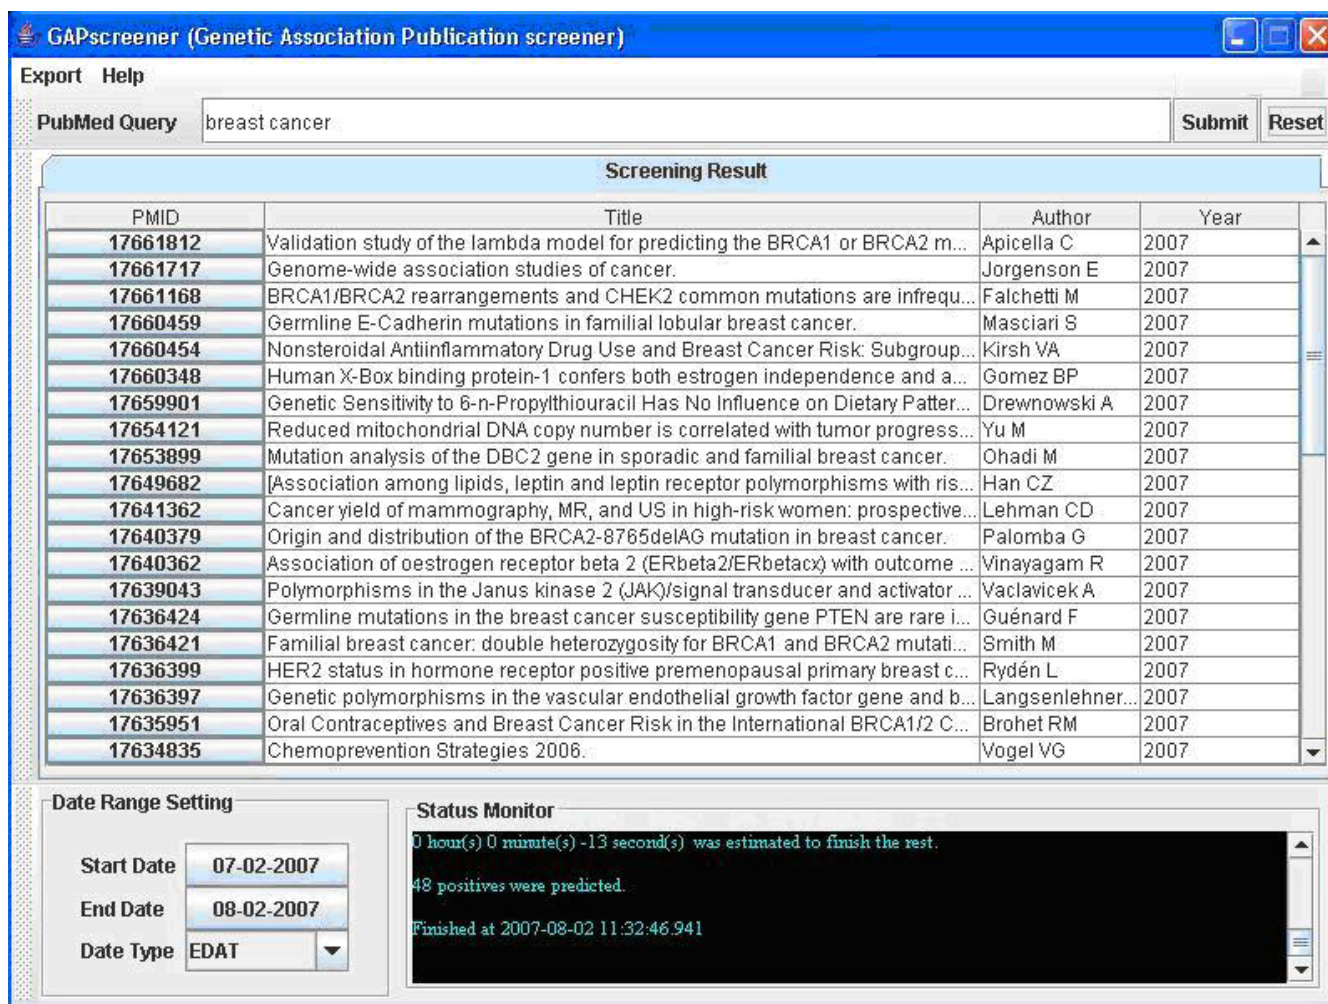 GAPscreener (Genetic Association Publication screener)
Export Help
PubMed Query breast cancer Submit Reset
Screening Result
PMID Title Author Year
17661812 Validation study of the lambda model for predicting the BRCA1 or BRCA2 m... Apicella C 2007
17661717 Genome-wide association studies of cancer. Jorgenson E 2007
17661168 BRCA1/BRCA2 rearrangements and CHEK2 common mutations are infrequ... Falchetti M 2007
17660459 Germline E-Cadherin mutations in familial lobular breast cancer. Masciari S 2007
17660454 Nonsteroidal Antiinflammatory Drug Use and Breast Cancer Risk: Subgroup... Kirsh VA 2007
17660348 Human X-Box binding protein-1 confers both estrogen independence and a... Gomez BP 2007
17659901 Genetic Sensitivity to 6-n-Propylthiouracil Has No Influence on Dietary Patter... Drewnowski A 2007
17654121 Reduced mitochondrial DNA copy number is correlated with tumor progress... Yu M 2007
17653899 Mutation analysis of the DBC2 gene in sporadic and familial breast cancer. Ohadi M 2007
17649682 [Association among lipids, leptin and leptin receptor polymorphisms with ris... Han CZ 2007
17641362 Cancer yield of mammography, MR, and US in high-risk women: prospective... Lehman CD 2007
17640379 Origin and distribution of the BRCA2-8765delAG mutation in breast cancer. Palomba G 2007
17640362 Association of oestrogen receptor beta 2 (ERbeta2/ERbetacx) with outcome ... Vinayagam R 2007
17639043 Polymorphisms in the Janus kinase 2 (JAK)/signal transducer and activator ... Vaclavicek A 2007
17636424 Germline mutations in the breast cancer susceptibility gene PTEN are rare i... Guénard F 2007
17636421 Familial breast cancer: double heterozygosity for BRCA1 and BRCA2 mutati... Smith M 2007
17636399 HER2 status in hormone receptor positive premenopausal primary breast c... Rydén L 2007
17636397 Genetic polymorphisms in the vascular endothelial growth factor gene and b... Langsenlehner... 2007
17635951 Oral Contraceptives and Breast Cancer Risk in the International BRCA1/2 C... Brohet RM 2007
17634835 Chemoprevention Strategies 2006. Vogel VG 2007
Date Range Setting
Start Date 07-02-2007
End Date 08-02-2007
Date Type EDAT
Status Monitor
0 hour(s) 0 minute(s) -13 second(s) was estimated to finish the rest.
48 positives were predicted.
Finished at 2007-08-02 11:32:46.941